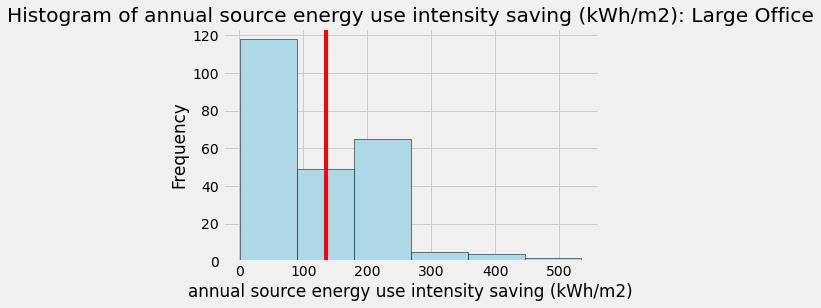 Histogram of annual source energy use intensity saving (kWh/m2): Large Office
120
100
80
60
40
20
0
Frequency
0 100 200 300 400 500
annual source energy use intensity saving (kWh/m2)